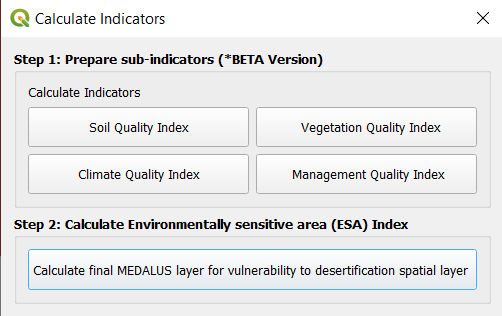 Calculate Indicators
Step 1: Prepare sub-indicators (*BETA Version)
Calculate Indicators
Soil Quality Index
Vegetation Quality Index
Climate Quality Index
Management Quality Index
Step 2: Calculate Environmentally sensitive area (ESA) Index
Calculate final MEDALUS layer for vulnerability to desertification spatial layer